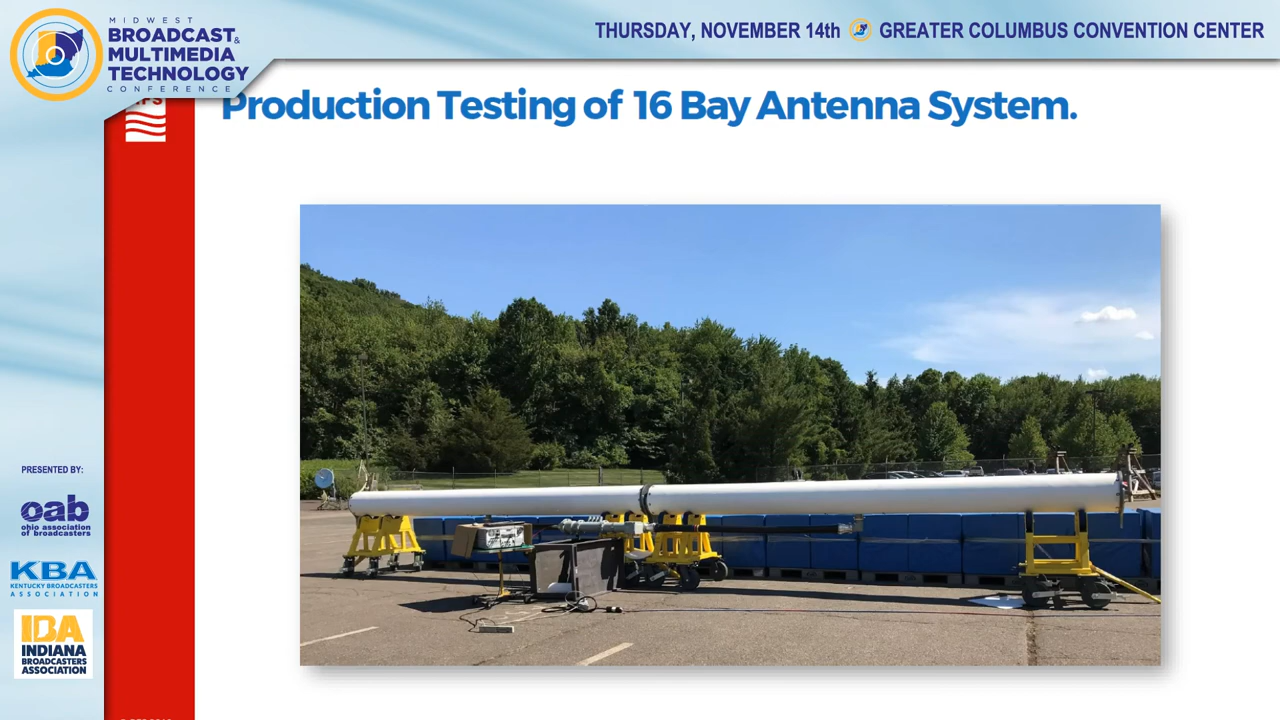 MIDWEST
BROADCAST &
MULTIMEDIA
TECHNOLOGY
CONFERENCE
THURSDAY, NOVEMBER 14th GREATER COLUMBUS CONVENTION CENTER
Production Testing of 16 Bay Antenna System.
PRESENTED BY:
oab
ohio association
of broadcasters
KBA
KENTUCKY BROADCASTERS
ASSOCIATION
IBA
INDIANA
BROADCASTERS
ASSOCIATION